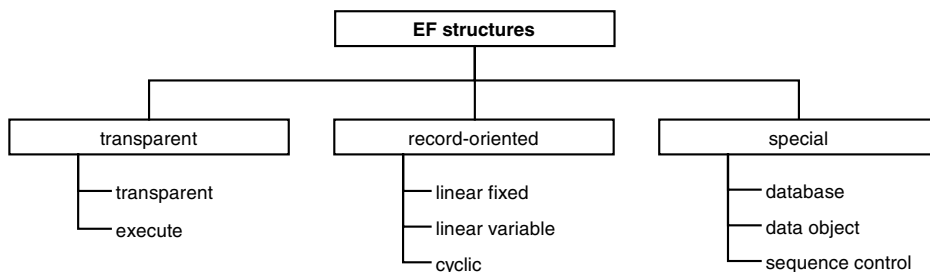 EF structures
transparent
record-oriented
special
transparent
execute
linear fixed
linear variable
cyclic
database
data object
sequence control